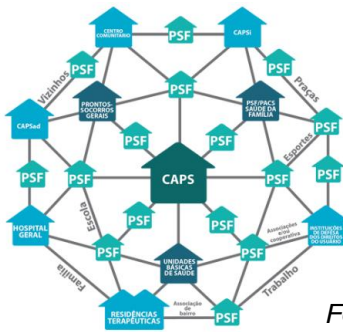 CENTRO
COMUNITÁRIO
PSF
CAPSi
PSF
Vizinhos
PSF
PSF
Praças
PRONTOS-
SOCORROS
GERAIS
PSF/PACS
SAÚDE DA
FAMÍLIA
CAPSad
PSF
PSF
PSF
Esportes
PSF
PSF
CAPS
PSF
PSF
Escola
PSF
PSF
HOSPITAL
GERAL
Associações
e/ou
cooperativas
INSTITUIÇÕES
DE DEFESA
DOS DIREITOS
DO USUÁRIO
PSF
PSF
Família
UNIDADES
BÁSICAS
DE SAÚDE
Trabalho
RESIDÊNCIAS
TERAPÊUTICAS
Associação
de
bairro
PSF